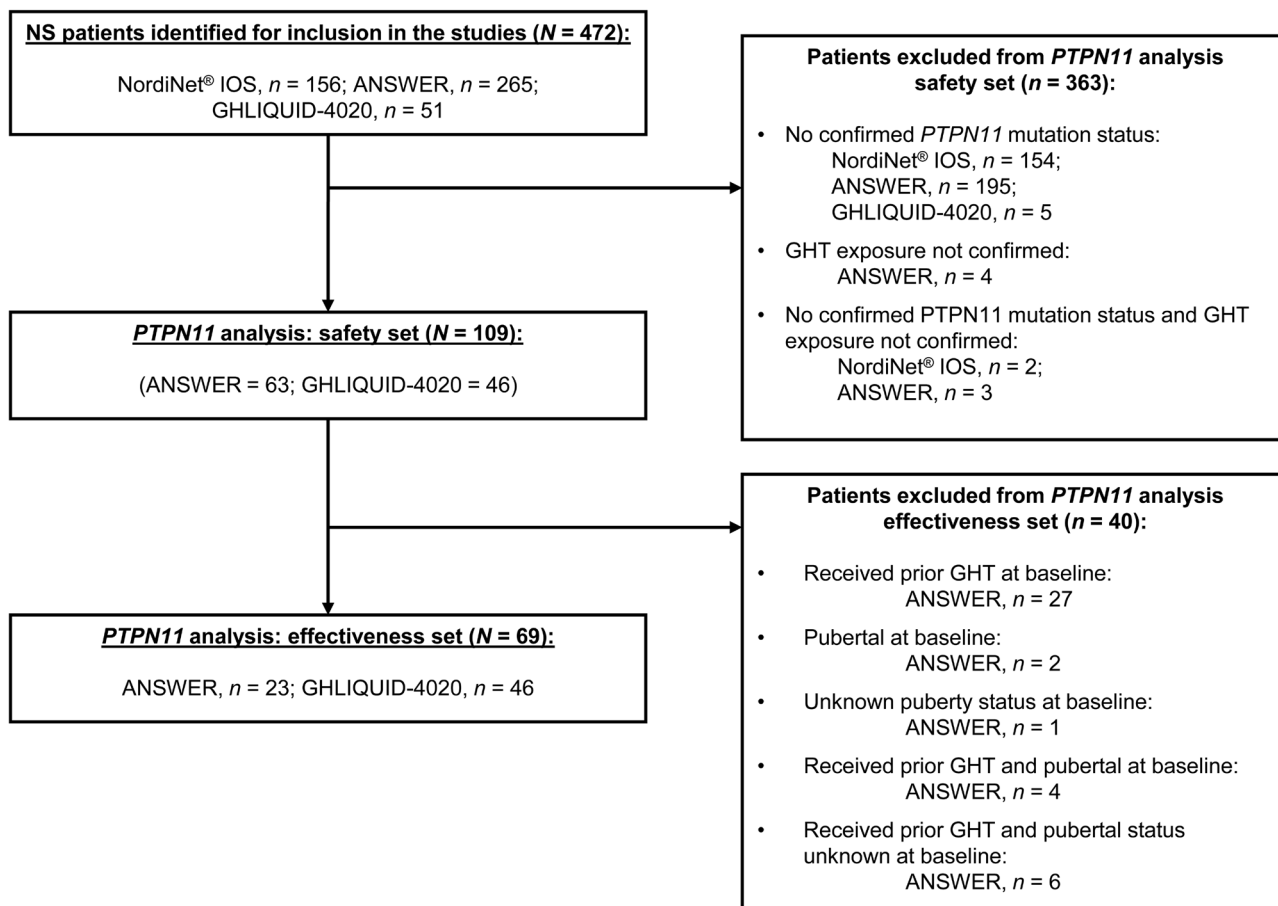 NS patients identified for inclusion in the studies (N = 472):
NordiNet® IOS, n = 156; ANSWER, n = 265;
GHLIQUID-4020, n = 51
Patients excluded from PTPN11 analysis
safety set (n = 363):
• No confirmed PTPN11 mutation status:
NordiNet® IOS, n = 154;
ANSWER, n = 195;
GHLIQUID-4020, n = 5
• GHT exposure not confirmed:
ANSWER, n = 4
• No confirmed PTPN11 mutation status and GHT
exposure not confirmed:
NordiNet® IOS, n = 2;
ANSWER, n = 3
PTPN11 analysis: safety set (N = 109):
(ANSWER = 63; GHLIQUID-4020 = 46)
Patients excluded from PTPN11 analysis
effectiveness set (n = 40):
• Received prior GHT at baseline:
ANSWER, n = 27
• Pubertal at baseline:
ANSWER, n = 2
• Unknown puberty status at baseline:
ANSWER, n = 1
• Received prior GHT and pubertal at baseline:
ANSWER, n = 4
• Received prior GHT and pubertal status
unknown at baseline:
ANSWER, n = 6
PTPN11 analysis: effectiveness set (N = 69):
ANSWER, n = 23; GHLIQUID-4020, n = 46